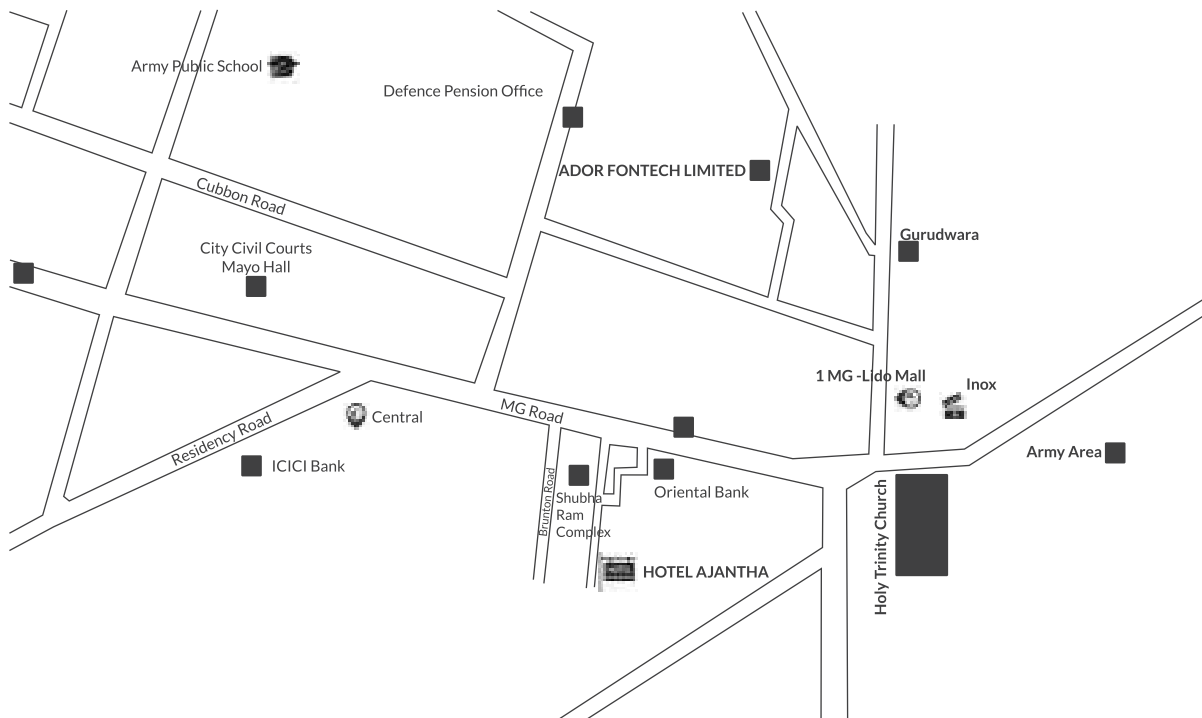 Army Public School
Defence Pension Office
ADOR FONTECH LIMITED
Cubbon Road
Gurudwara
City Civil Courts
Mayo Hall
1 MG -Lido Mall
Inox
MG Road
Central
Residency Road
ICICI Bank
Army Area
Brunton Road
Shubha
Ram
Complex
Oriental Bank
Holy Trinity Church
HOTEL AJANTHA